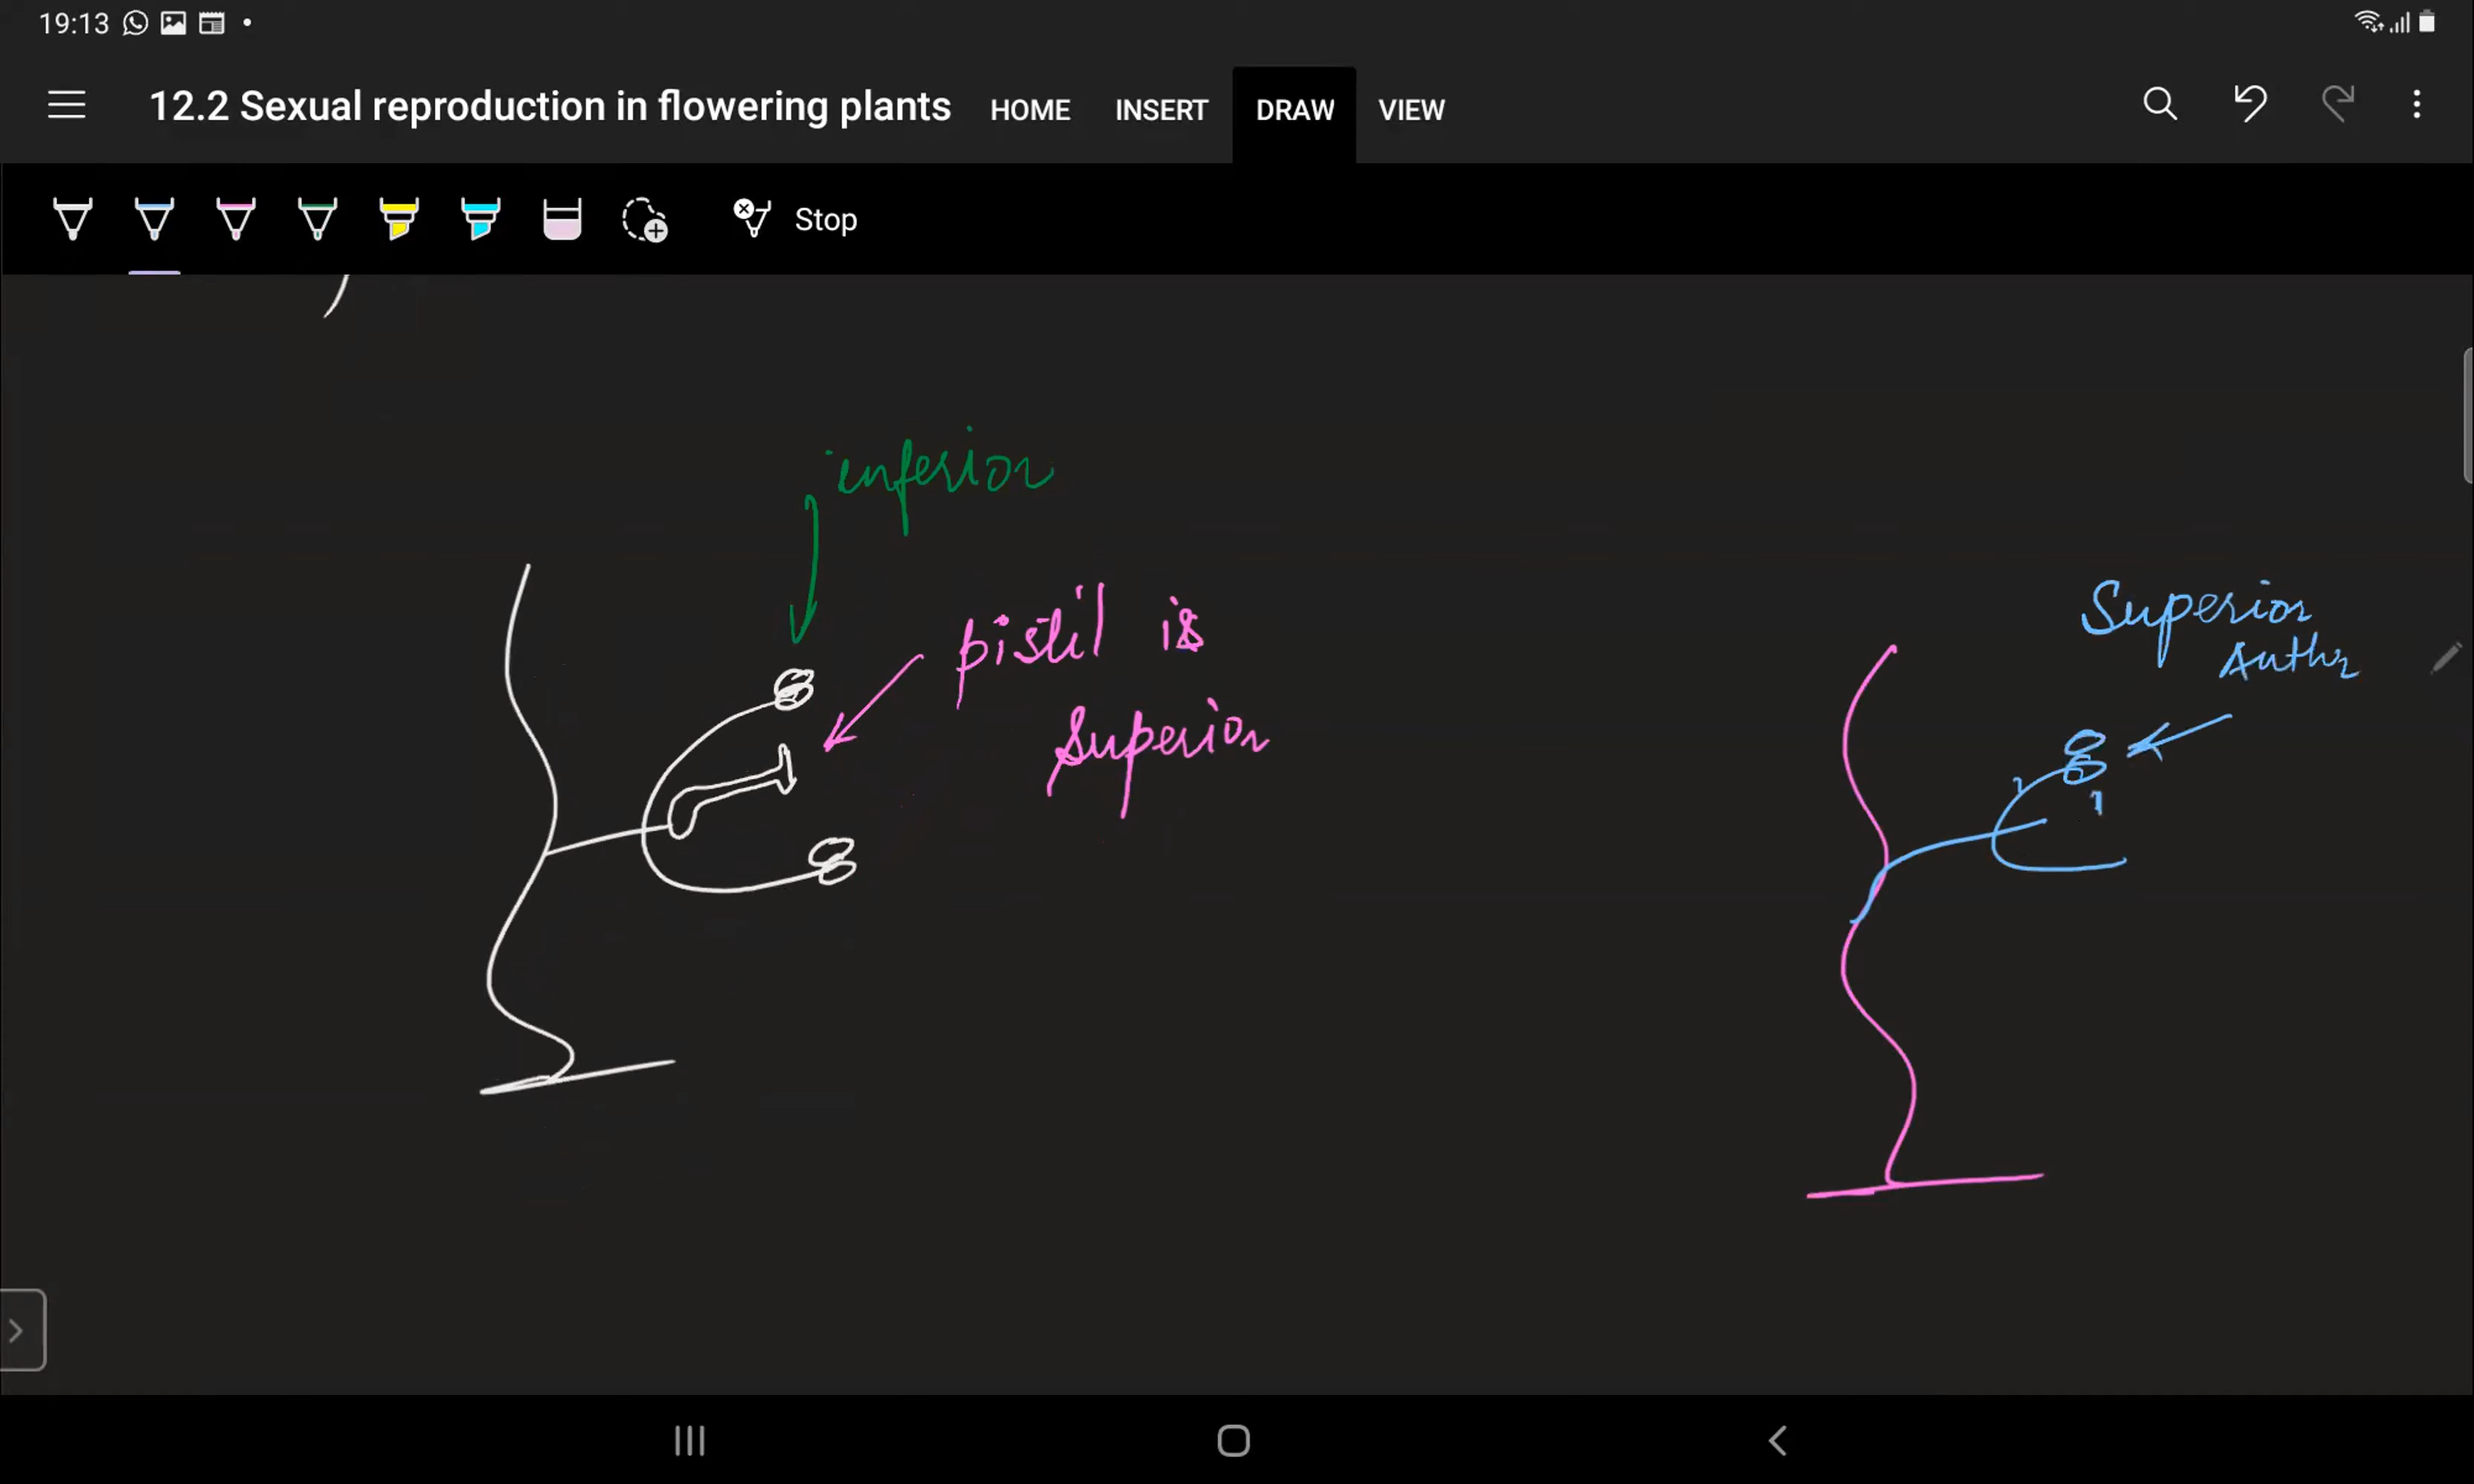 19:13
12.2 Sexual reproduction in flowering plants HOME INSERT DRAW VIEW
Stop
inferior
pistil is
Superior
Superior
Anthr